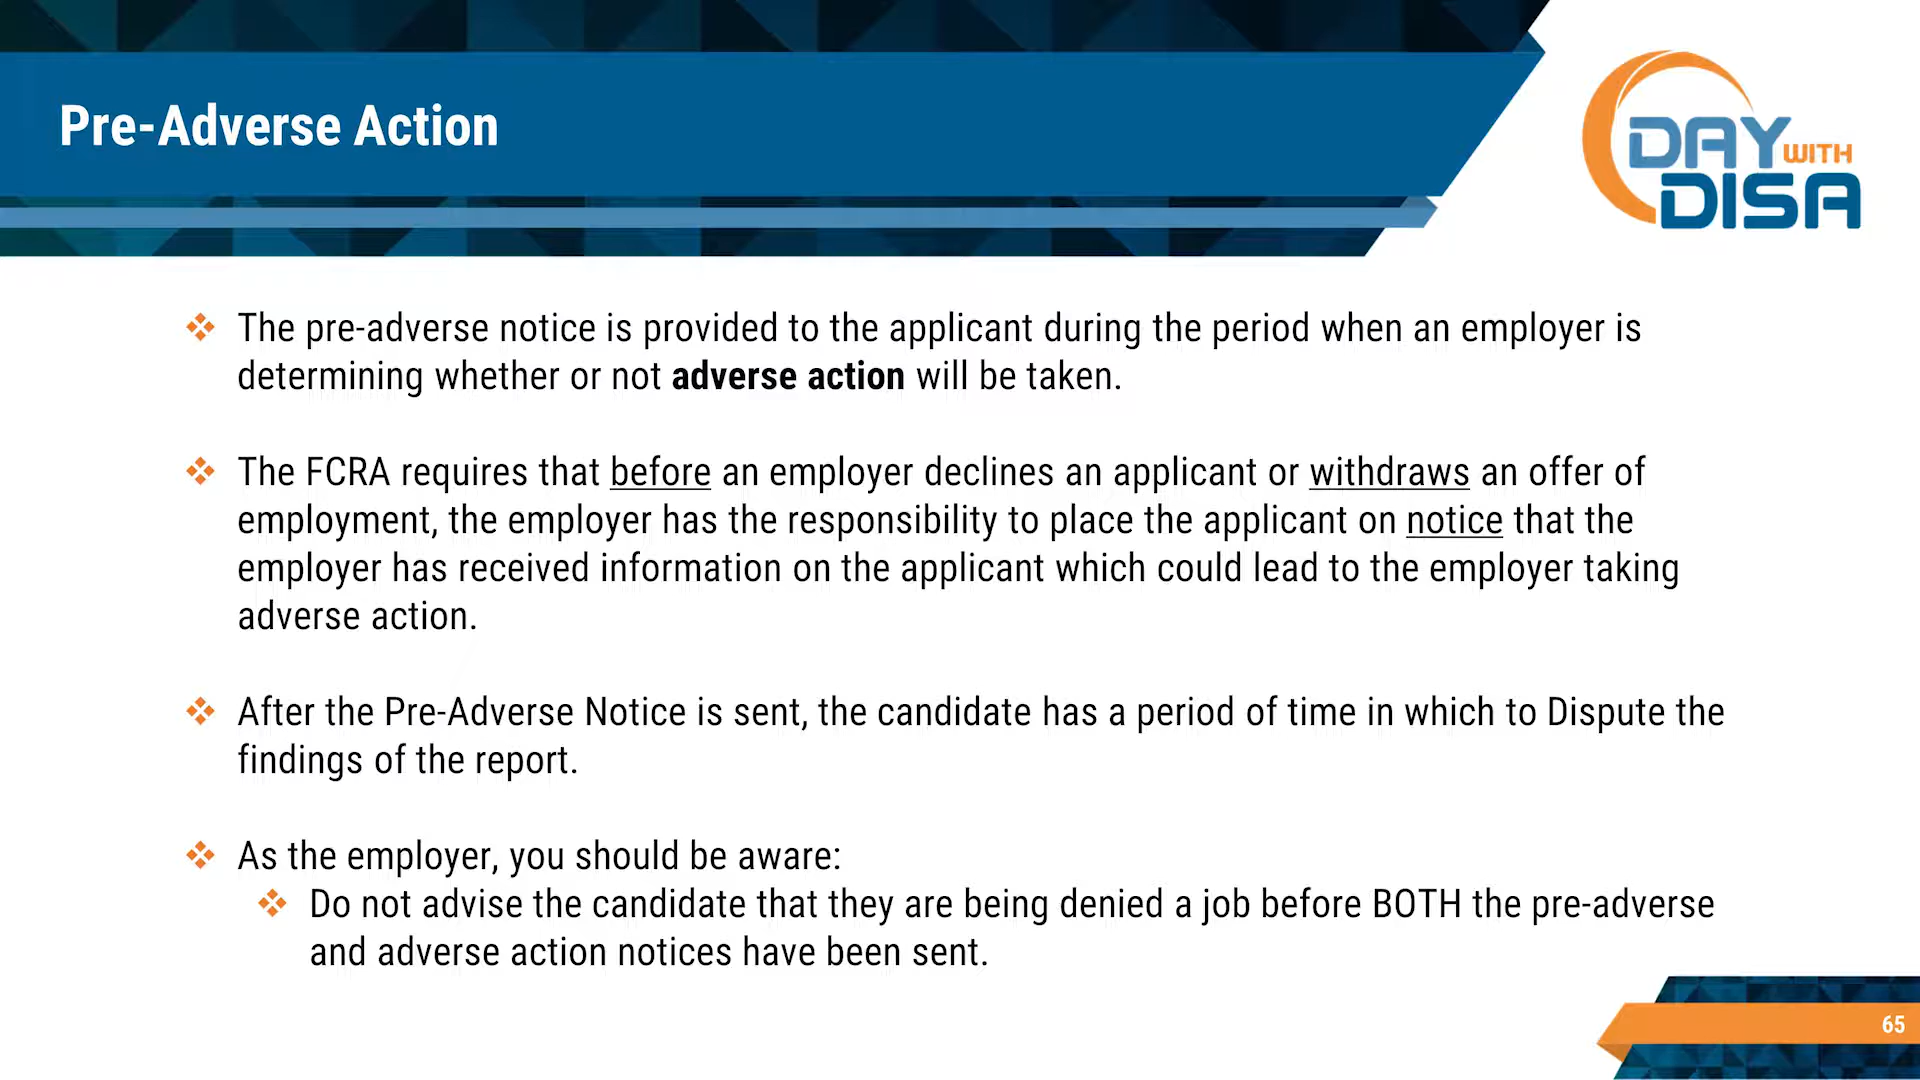 Pre-Adverse Action
DAY WITH
DISA
❖ The pre-adverse notice is provided to the applicant during the period when an employer is
determining whether or not adverse action will be taken.
❖ The FCRA requires that before an employer declines an applicant or withdraws an offer of
employment, the employer has the responsibility to place the applicant on notice that the
employer has received information on the applicant which could lead to the employer taking
adverse action.
❖ After the Pre-Adverse Notice is sent, the candidate has a period of time in which to Dispute the
findings of the report.
❖ As the employer, you should be aware:
❖ Do not advise the candidate that they are being denied a job before BOTH the pre-adverse
and adverse action notices have been sent.
65